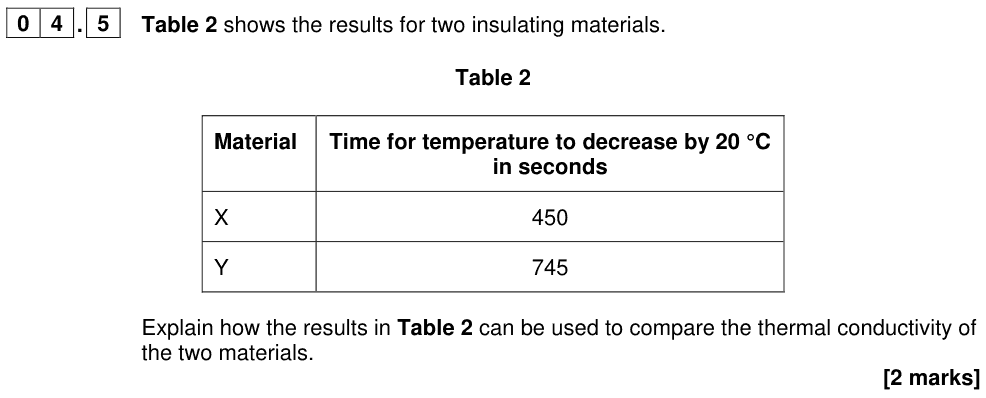 04.5 Table 2 shows the results for two insulating materials.
Table 2
Material Time for temperature to decrease by 20 °C
in seconds
X 450
Y 745
Explain how the results in Table 2 can be used to compare the thermal conductivity of
the two materials.
[2 marks]